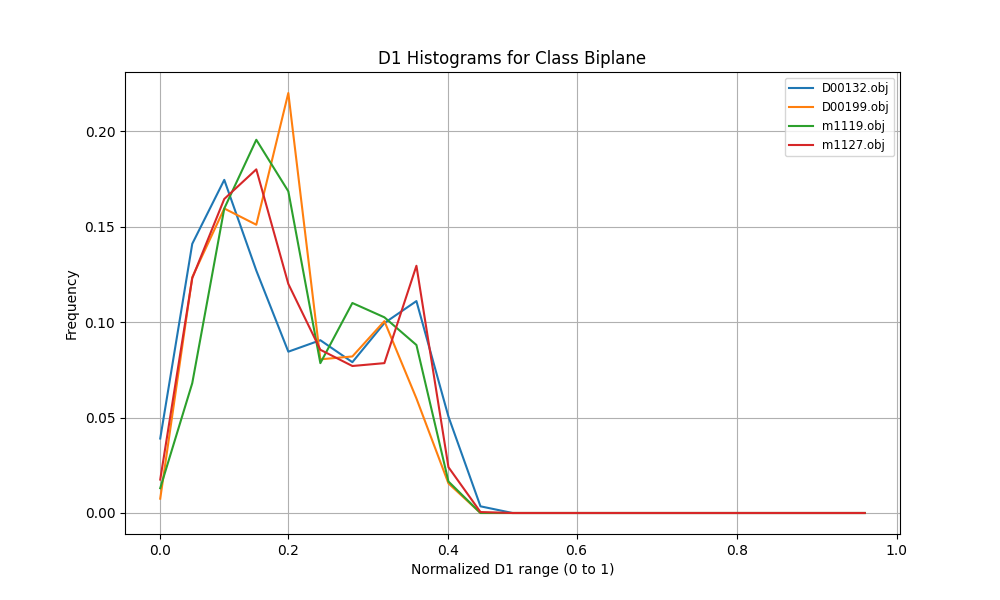 D1 Histograms for Class Biplane
D00132.obj
D00199.obj
m1119.obj
m1127.obj
Frequency
0.20
0.15
0.10
0.05
0.00
0.0 0.2 0.4 0.6 0.8 1.0
Normalized D1 range (0 to 1)